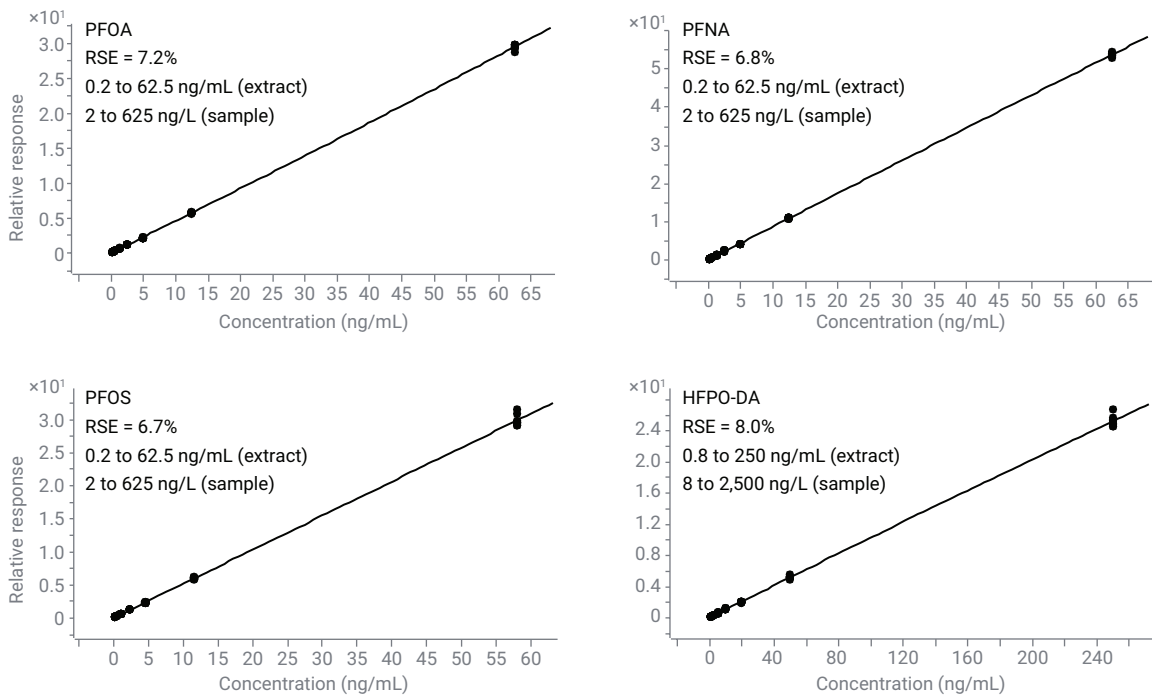 ×10¹
PFOA
RSE = 7.2%
0.2 to 62.5 ng/mL (extract)
2 to 625 ng/L (sample)
3.0
2.5
2.0
1.5
1.0
0.5
0
Relative response
0 5 10 15 20 25 30 35 40 45 50 55 60 65
Concentration (ng/mL)
×10¹
PFNA
RSE = 6.8%
0.2 to 62.5 ng/mL (extract)
2 to 625 ng/L (sample)
5
4
3
2
1
0
0 5 10 15 20 25 30 35 40 45 50 55 60 65
Concentration (ng/mL)
×10¹
PFOS
RSE = 6.7%
0.2 to 62.5 ng/mL (extract)
2 to 625 ng/L (sample)
3.0
2.5
2.0
1.5
1.0
0.5
0
Relative response
0 5 10 15 20 25 30 35 40 45 50 55 60
Concentration (ng/mL)
×10¹
HFPO-DA
RSE = 8.0%
0.8 to 250 ng/mL (extract)
8 to 2,500 ng/L (sample)
2.4
2.0
1.6
1.2
0.8
0.4
0
0 40 80 120 160 200 240
Concentration (ng/mL)